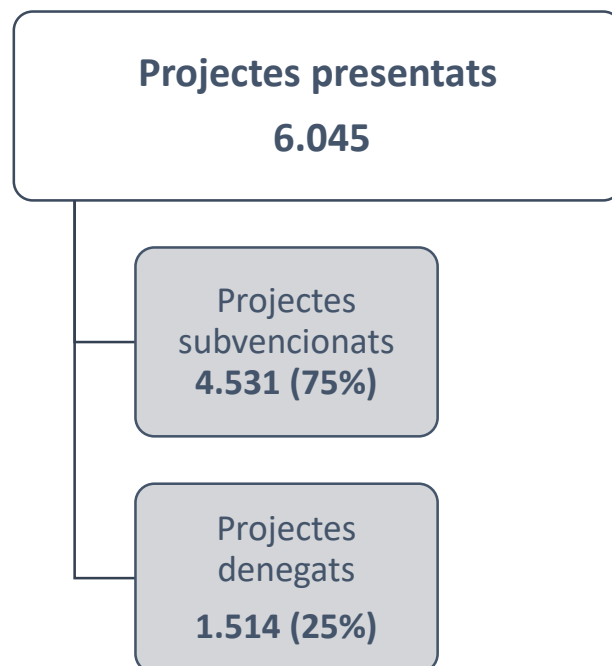 Projectes presentats
6.045
Projectes
subvencionats
4.531 (75%)
Projectes
denegats
1.514 (25%)